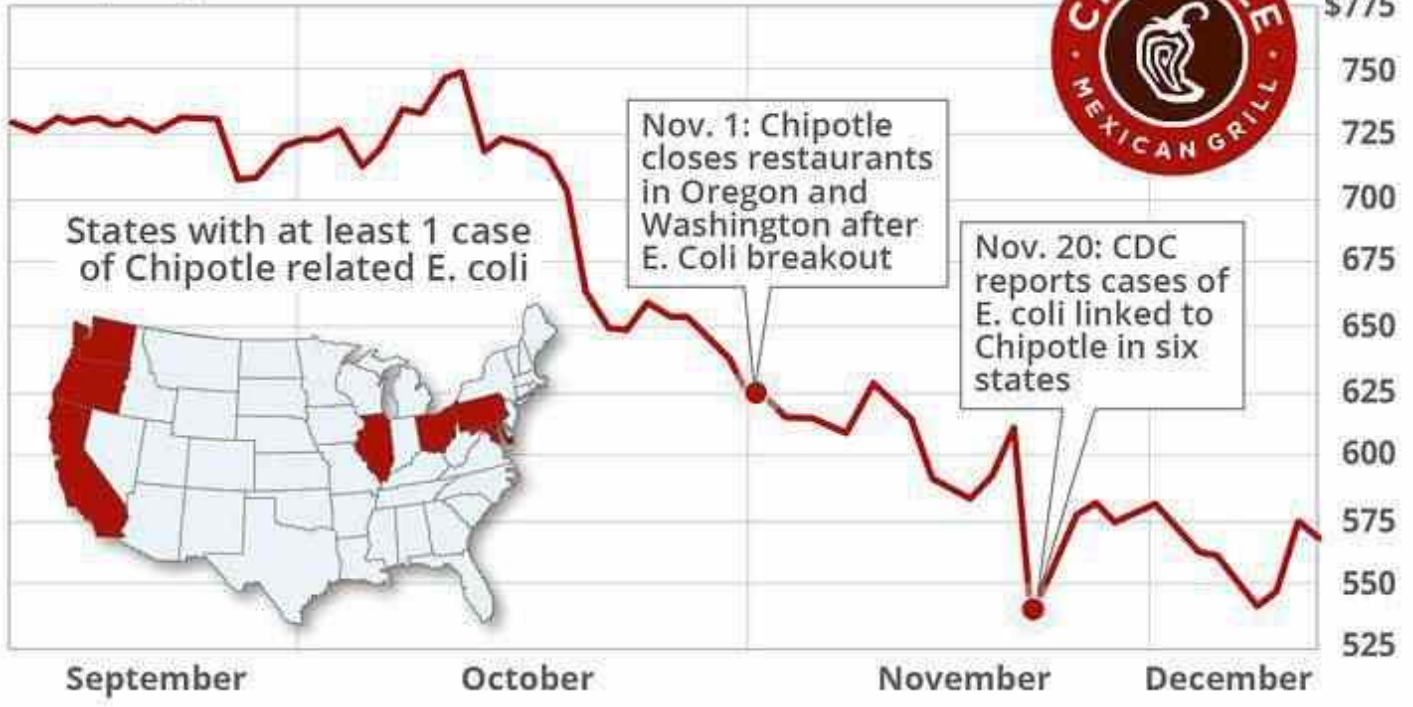 $775
750
725
700
675
650
625
600
575
550
525
MEXICAN GRILL
Nov. 1: Chipotle
closes restaurants
in Oregon and
Washington after
E. Coli breakout
Nov. 20: CDC
reports cases of
E. coli linked to
Chipotle in six
states
States with at least 1 case
of Chipotle related E. coli
September
October
November
December